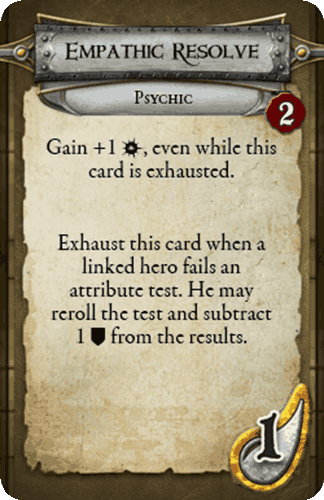 Empathic Resolve
Psychic
2
Gain +1 , even while this
card is exhausted.
Exhaust this card when a
linked hero fails an
attribute test. He may
reroll the test and subtract
1 from the results.
1